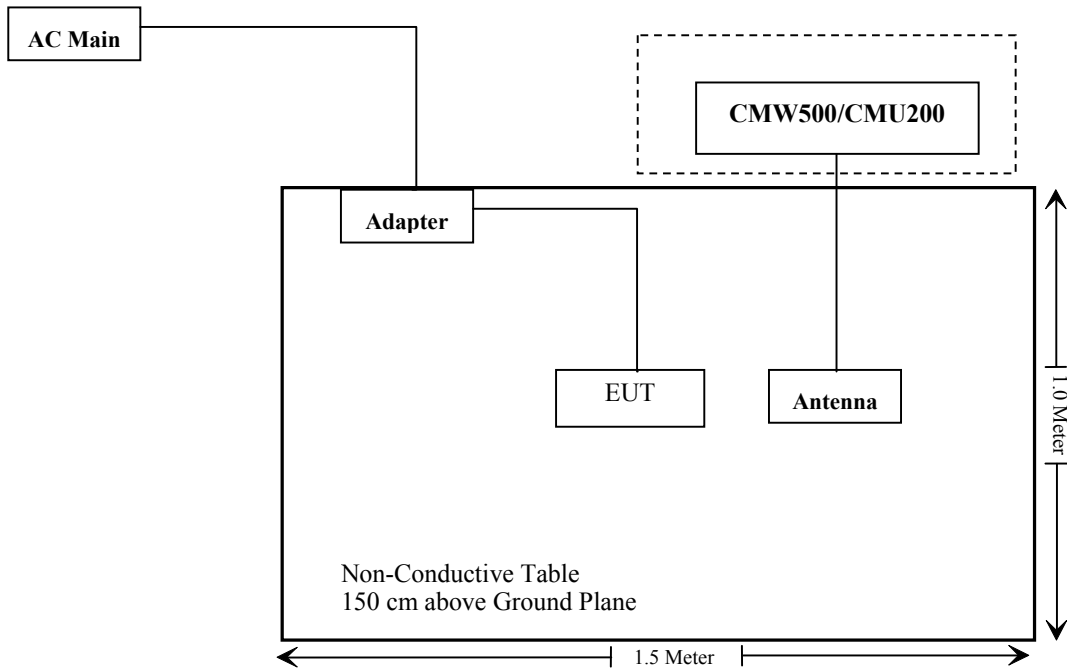 AC Main
CMW500/CMU200
Adapter
EUT
Antenna
1.0 Meter
Non-Conductive Table
150 cm above Ground Plane
1.5 Meter